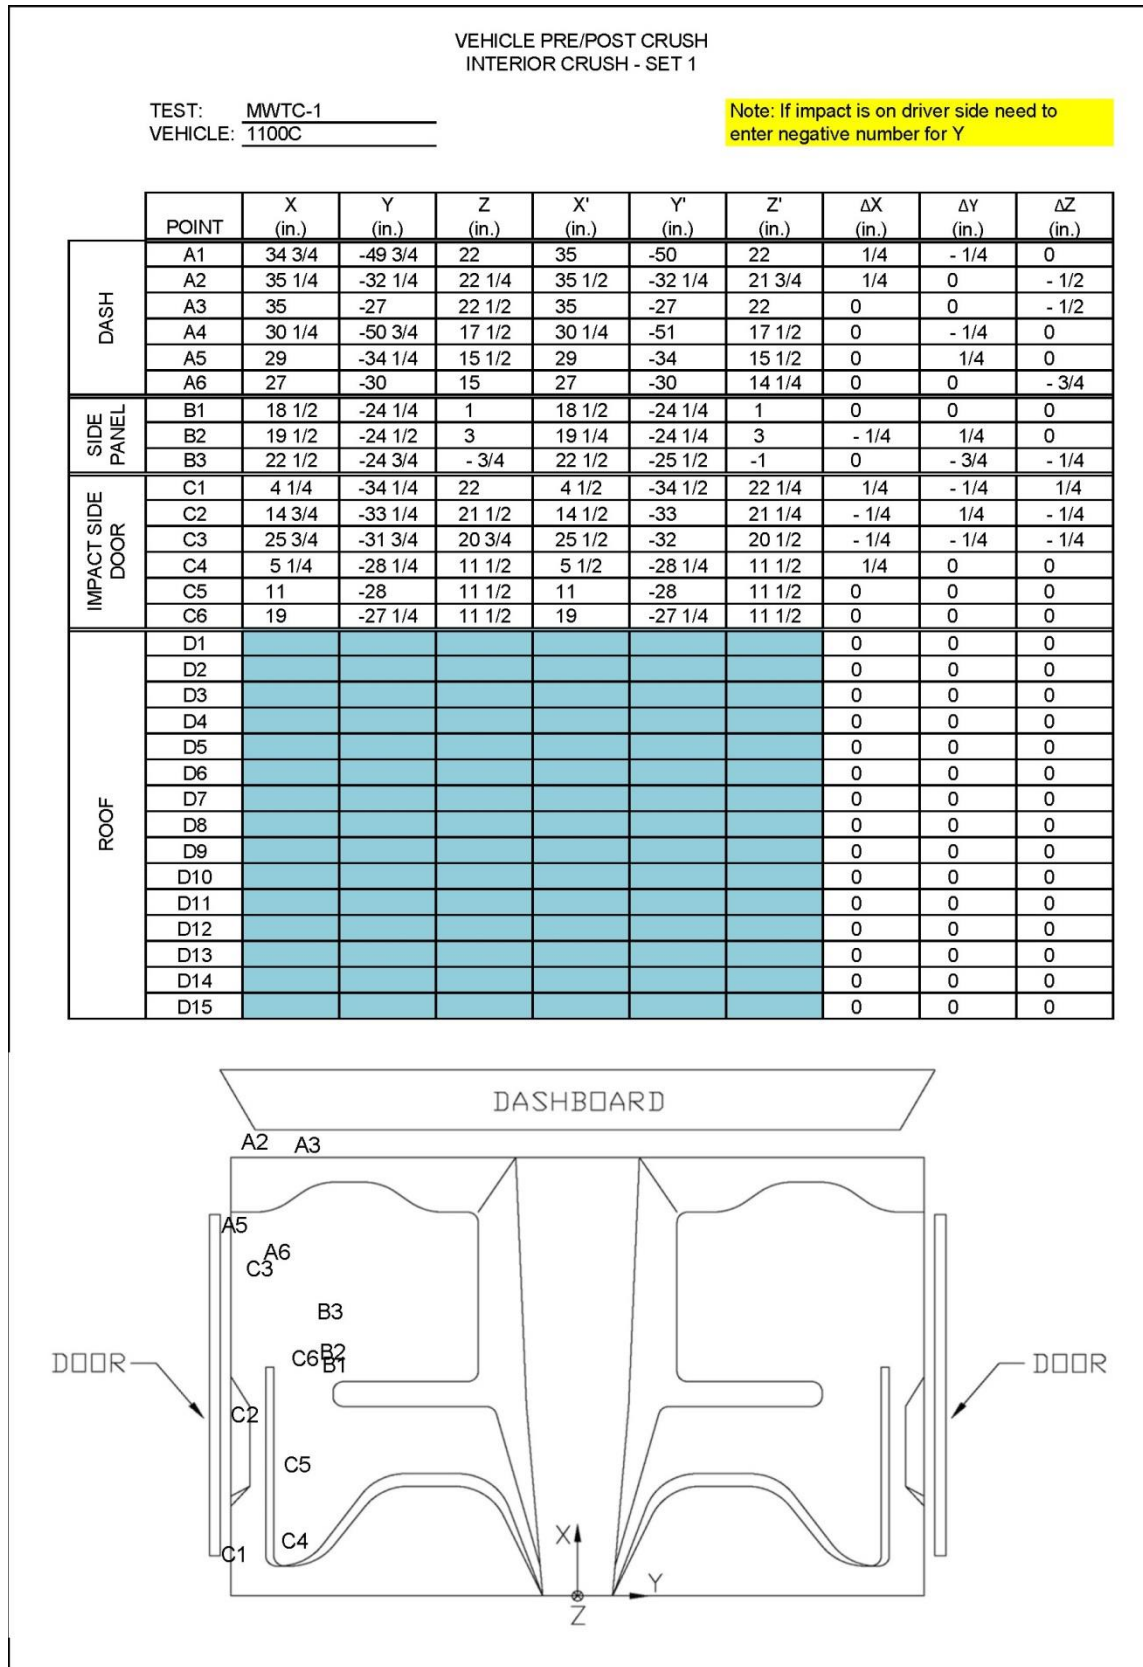 VEHICLE PRE/POST CRUSH
INTERIOR CRUSH - SET 1
TEST: MWTC-1
VEHICLE: 1100C
Note: If impact is on driver side need to
enter negative number for Y
POINT X (in.) Y (in.) Z (in.) X' (in.) Y' (in.) Z' (in.) ΔX (in.) ΔY (in.) ΔZ (in.)
DASH
A1 34 3/4 -49 3/4 22 35 -50 22 1/4 - 1/4 0
A2 35 1/4 -32 1/4 22 1/4 35 1/2 -32 1/4 21 3/4 1/4 0 - 1/2
A3 35 -27 22 1/2 35 -27 22 0 0 - 1/2
A4 30 1/4 -50 3/4 17 1/2 30 1/4 -51 17 1/2 0 - 1/4 0
A5 29 -34 1/4 15 1/2 29 -34 15 1/2 0 1/4 0
A6 27 -30 15 27 -30 14 1/4 0 0 - 3/4
SIDE PANEL
B1 18 1/2 -24 1/4 1 18 1/2 -24 1/4 1 0 0 0
B2 19 1/2 -24 1/2 3 19 1/4 -24 1/4 3 - 1/4 1/4 0
B3 22 1/2 -24 3/4 - 3/4 22 1/2 -25 1/2 -1 0 - 3/4 - 1/4
IMPACT SIDE DOOR
C1 4 1/4 -34 1/4 22 4 1/2 -34 1/2 22 1/4 1/4 - 1/4 1/4
C2 14 3/4 -33 1/4 21 1/2 14 1/2 -33 21 1/4 - 1/4 1/4 - 1/4
C3 25 3/4 -31 3/4 20 3/4 25 1/2 -32 20 1/2 - 1/4 - 1/4 - 1/4
C4 5 1/4 -28 1/4 11 1/2 5 1/2 -28 1/4 11 1/2 1/4 0 0
C5 11 -28 11 1/2 11 -28 11 1/2 0 0 0
C6 19 -27 1/4 11 1/2 19 -27 1/4 11 1/2 0 0 0
ROOF
D1 0 0 0
D2 0 0 0
D3 0 0 0
D4 0 0 0
D5 0 0 0
D6 0 0 0
D7 0 0 0
D8 0 0 0
D9 0 0 0
D10 0 0 0
D11 0 0 0
D12 0 0 0
D13 0 0 0
D14 0 0 0
D15 0 0 0
DASHBOARD
A2 A3
A5
A6
C3
B3
C6 B2
B1
DOOR
DOOR
C2
C5
C4
C1
X
Y
Z